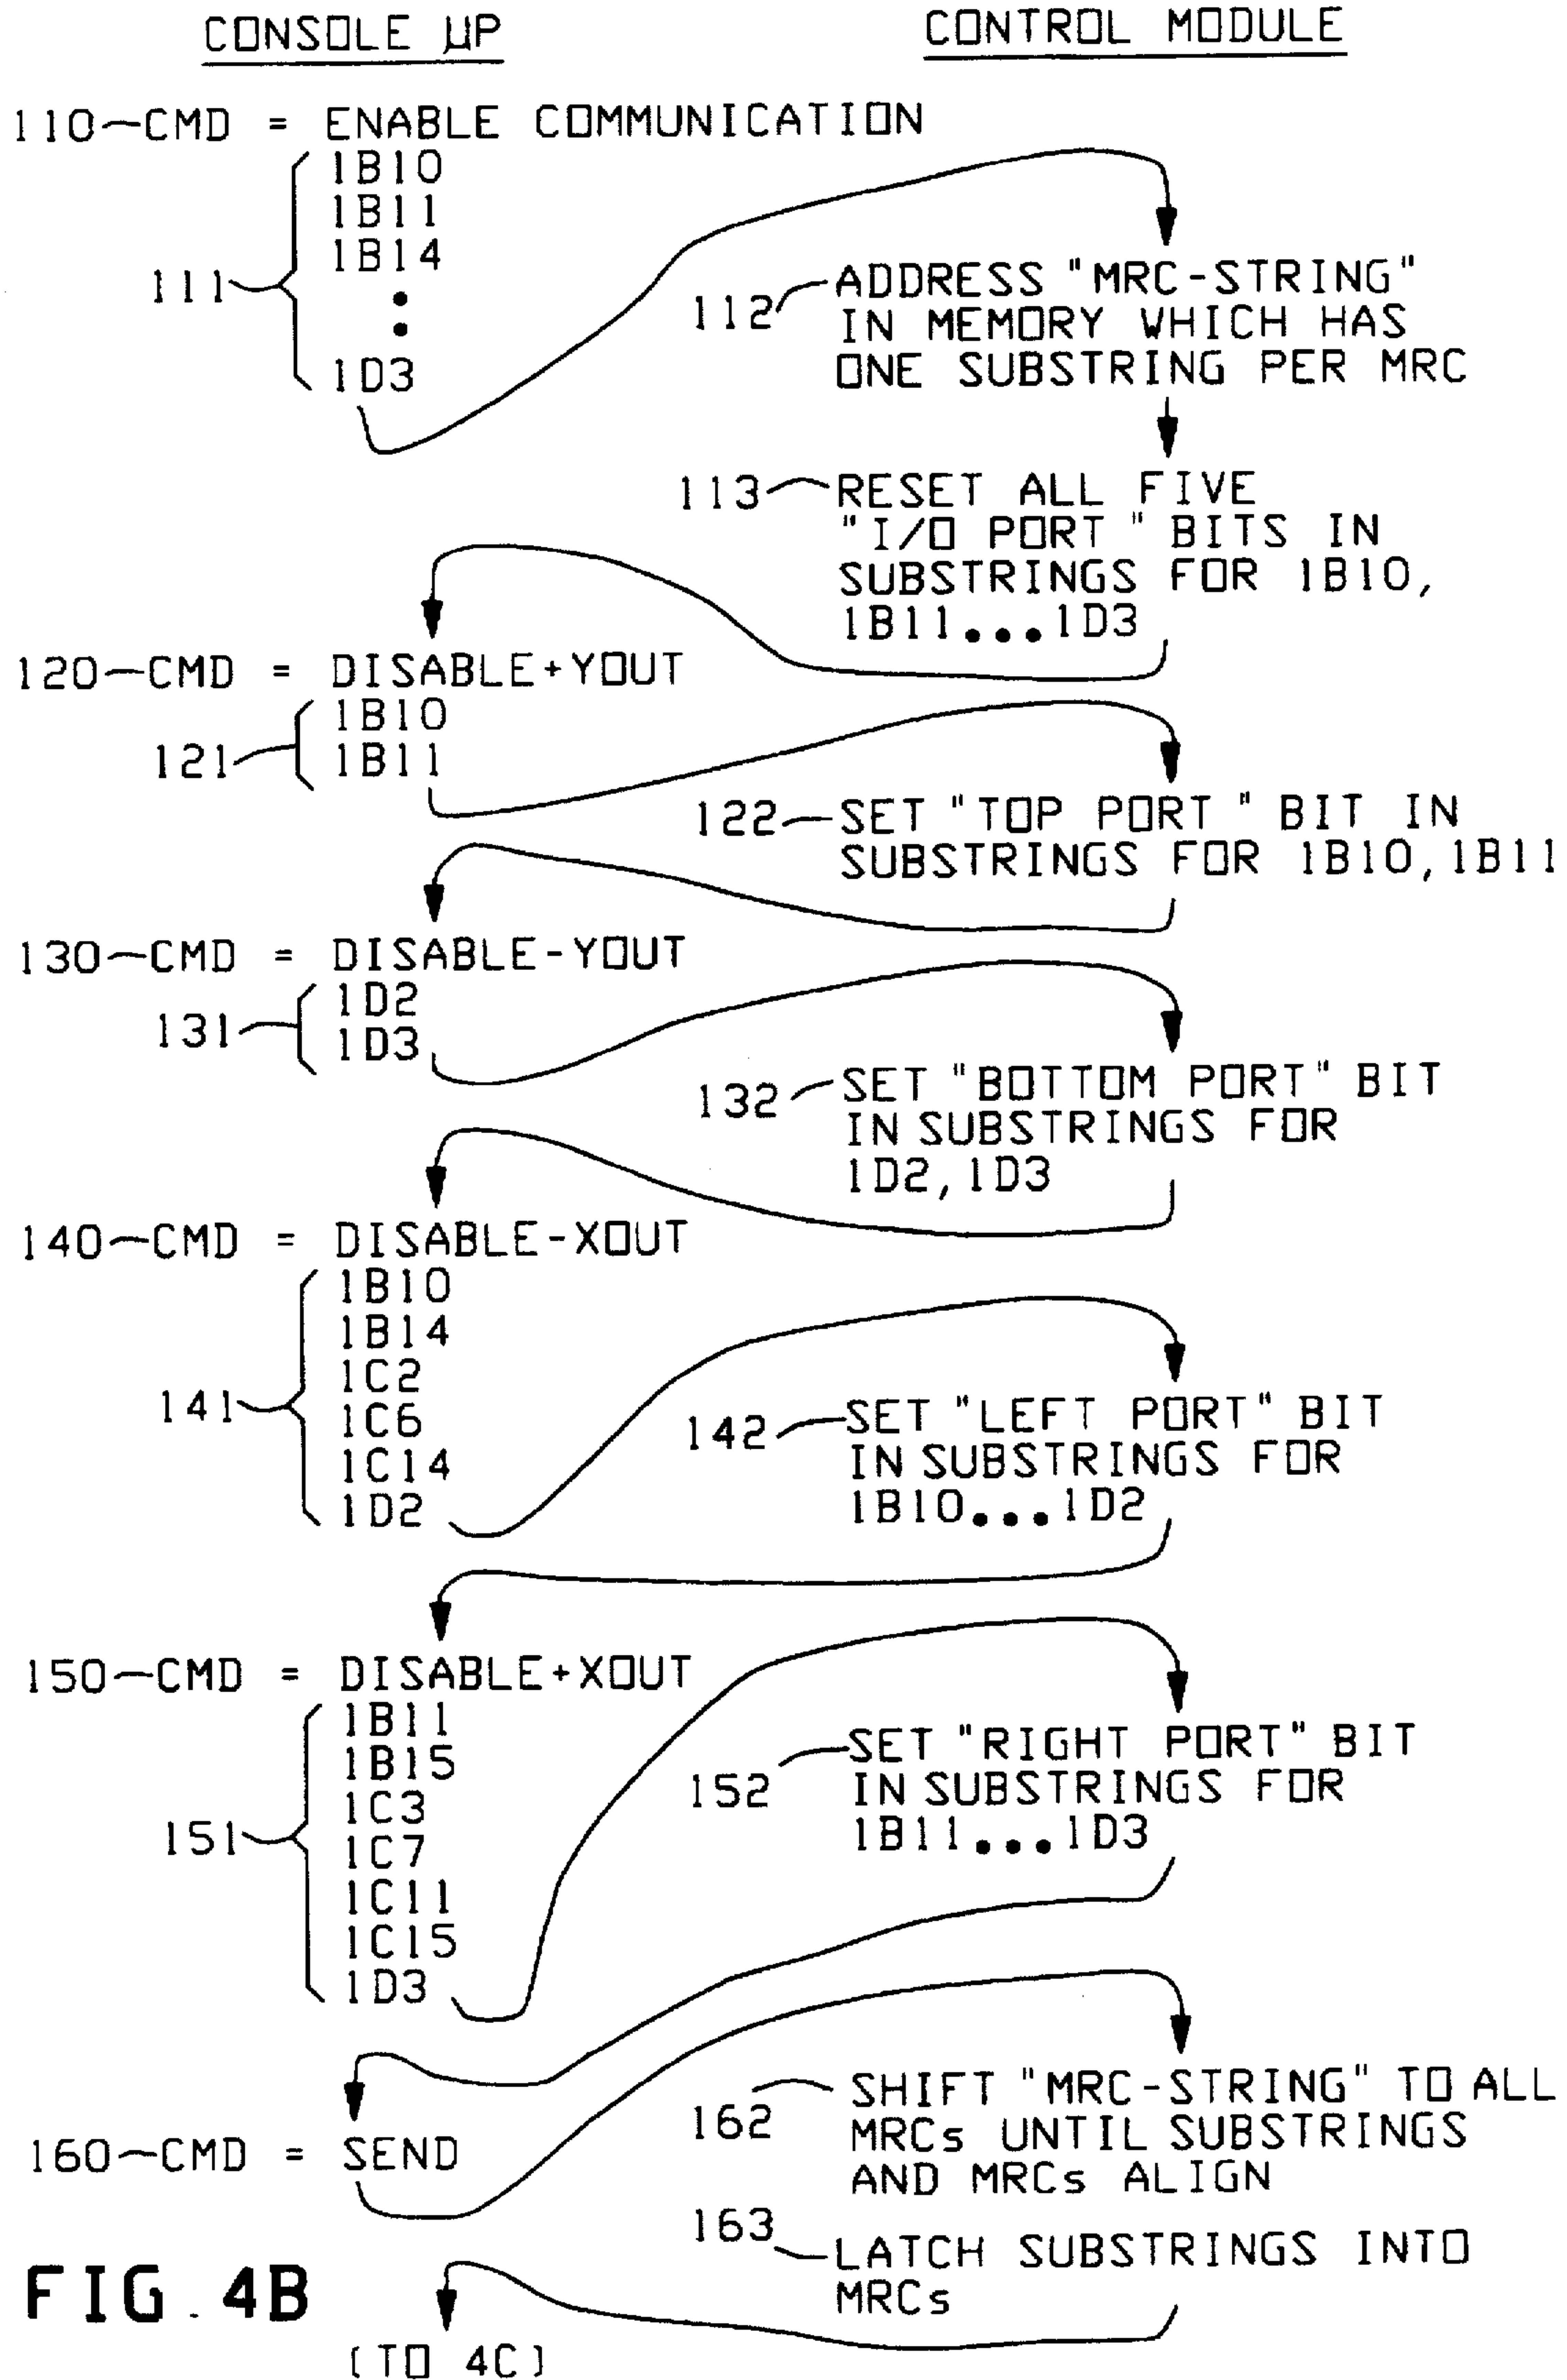 CONSOLE µP
CONTROL MODULE
110 CMD = ENABLE COMMUNICATION
111
1B10
1B11
1B14
1D3
112 ADDRESS "MRC-STRING"
IN MEMORY WHICH HAS
ONE SUBSTRING PER MRC
113 RESET ALL FIVE
"I/O PORT" BITS IN
SUBSTRINGS FOR 1B10,
1B11...1D3
120 CMD = DISABLE+YOUT
121
1B10
1B11
122 SET "TOP PORT" BIT IN
SUBSTRINGS FOR 1B10, 1B11
130 CMD = DISABLE-YOUT
131
1D2
1D3
132 SET "BOTTOM PORT" BIT
IN SUBSTRINGS FOR
1D2, 1D3
140 CMD = DISABLE-XOUT
141
1B10
1B14
1C2
1C6
1C14
1D2
142 SET "LEFT PORT" BIT
IN SUBSTRINGS FOR
1B10...1D2
150 CMD = DISABLE+XOUT
151
1B11
1B15
1C3
1C7
1C11
1C15
1D3
152 SET "RIGHT PORT" BIT
IN SUBSTRINGS FOR
1B11...1D3
160 CMD = SEND
162 SHIFT "MRC-STRING" TO ALL
MRCs UNTIL SUBSTRINGS
AND MRCs ALIGN
163 LATCH SUBSTRINGS INTO
MRCs
FIG. 4B
(TO 4C)